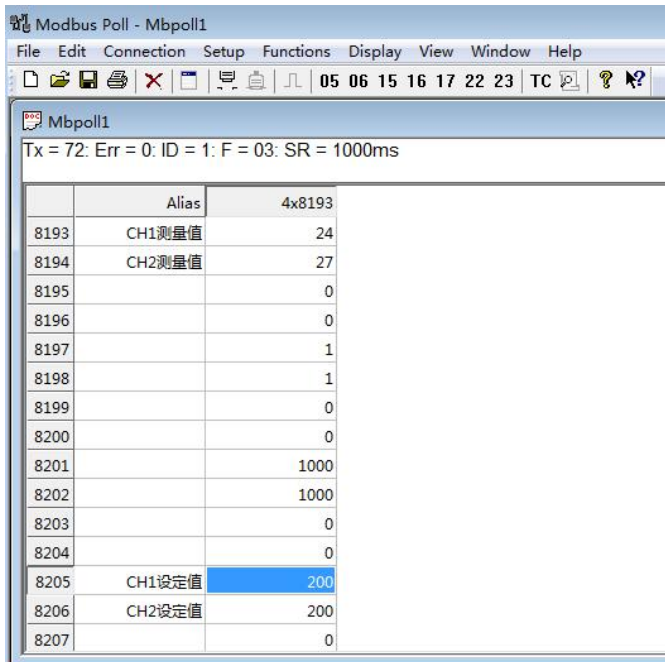 Modbus Poll - Mbpoll1
File Edit Connection Setup Functions Display View Window Help
05 06 15 16 17 22 23 TC
Mbpoll1
Tx = 72: Err = 0: ID = 1: F = 03: SR = 1000ms
Alias 4x8193
8193 CH1测量值 24
8194 CH2测量值 27
8195 0
8196 0
8197 1
8198 1
8199 0
8200 0
8201 1000
8202 1000
8203 0
8204 0
8205 CH1设定值 200
8206 CH2设定值 200
8207 0